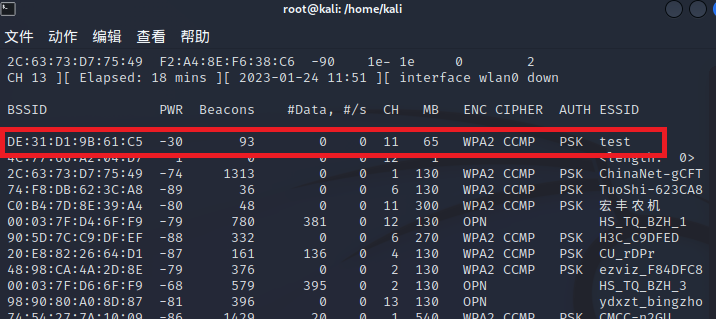 root@kali: /home/kali
文件 动作 编辑 查看 帮助
2C:63:73:D7:75:49 F2:A4:8E:F6:38:C6 -90 1e- 1e 0 2
CH 13 ][ Elapsed: 18 mins ][ 2023-01-24 11:51 ][ interface wlan0 down
BSSID PWR Beacons #Data, #/s CH MB ENC CIPHER AUTH ESSID
DE:31:D1:9B:61:C5 -30 93 0 0 11 65 WPA2 CCMP PSK test
4C:77:66:A2:04:D7 1 0 0 0 12 1 <length: 0>
2C:63:73:D7:75:49 -74 1313 0 0 1 130 WPA2 CCMP PSK ChinaNet-gCFT
74:F8:DB:62:3C:A8 -89 36 0 0 6 130 WPA2 CCMP PSK TuoShi-623CA8
C0:B4:7D:8E:39:A4 -80 48 0 0 11 300 WPA2 CCMP PSK 宏丰农机
00:03:7F:D4:6F:F9 -79 780 381 0 12 130 OPN HS_TQ_BZH_1
90:5D:7C:C9:DF:EF -88 332 0 0 6 270 WPA2 CCMP PSK H3C_C9DFED
20:E8:82:26:64:D1 -87 161 136 0 4 130 WPA2 CCMP PSK CU_rDPr
48:98:CA:4A:2D:8E -79 376 0 0 2 130 WPA2 CCMP PSK ezviz_F84DFC8
00:03:7F:D6:6F:F9 -68 579 395 0 2 130 OPN HS_TQ_BZH_3
98:90:80:A0:8D:87 -81 396 0 0 13 130 OPN ydxzt_bingzho
74:54:27:7A:10:09 -86 1429 20 0 1 540 WPA2 CCMP PSK CMCC-n2GU